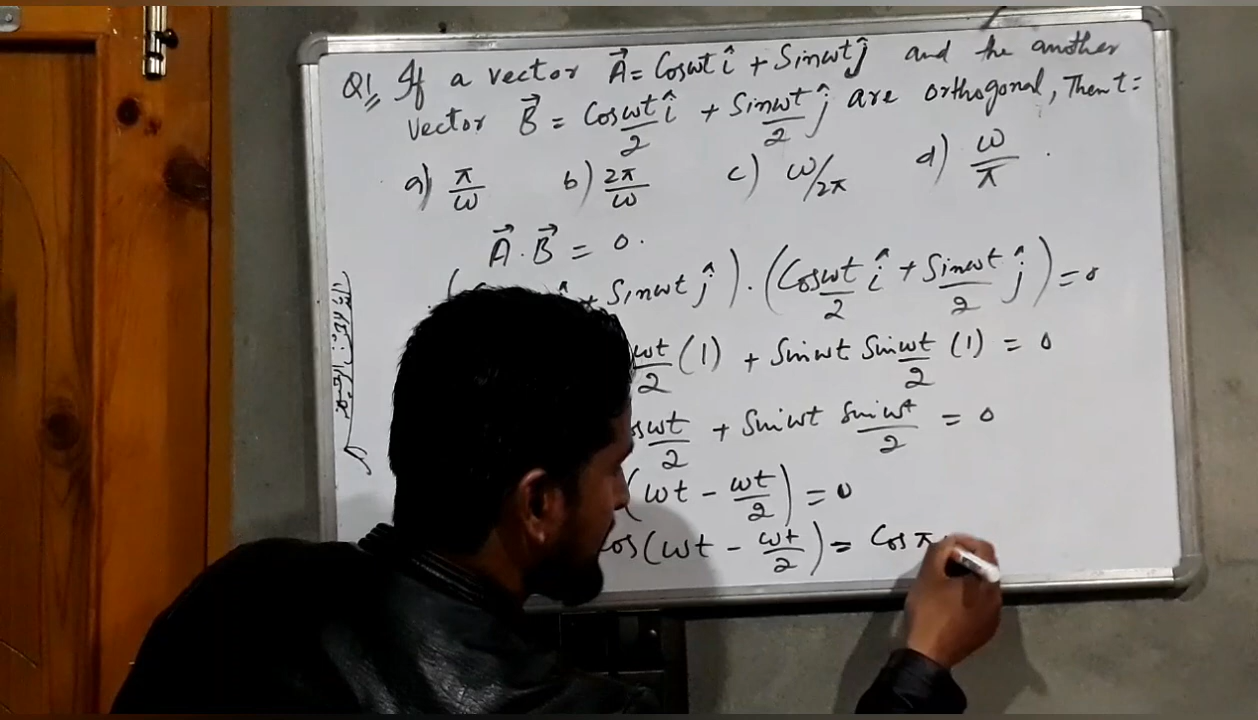 Q1, If a vector A⃗ = Cosωt î + Sinωt ĵ and the another
vector B⃗ = Cos ωt/2 î + Sin ωt/2 ĵ are orthogonal, Then t =
a) π/ω b) 2π/ω c) ω/2π d) ω/π .
A⃗ . B⃗ = 0.
( + Sinωt ĵ ) . ( Cos ωt/2 î + Sin ωt/2 ĵ ) = 0
ωt/2 (1) + Sinωt Sin ωt/2 (1) = 0
ωt/2 + Sinωt Sin ωt/2 = 0
( ωt - ωt/2 ) = 0
Cos ( ωt - ωt/2 ) = Cos π